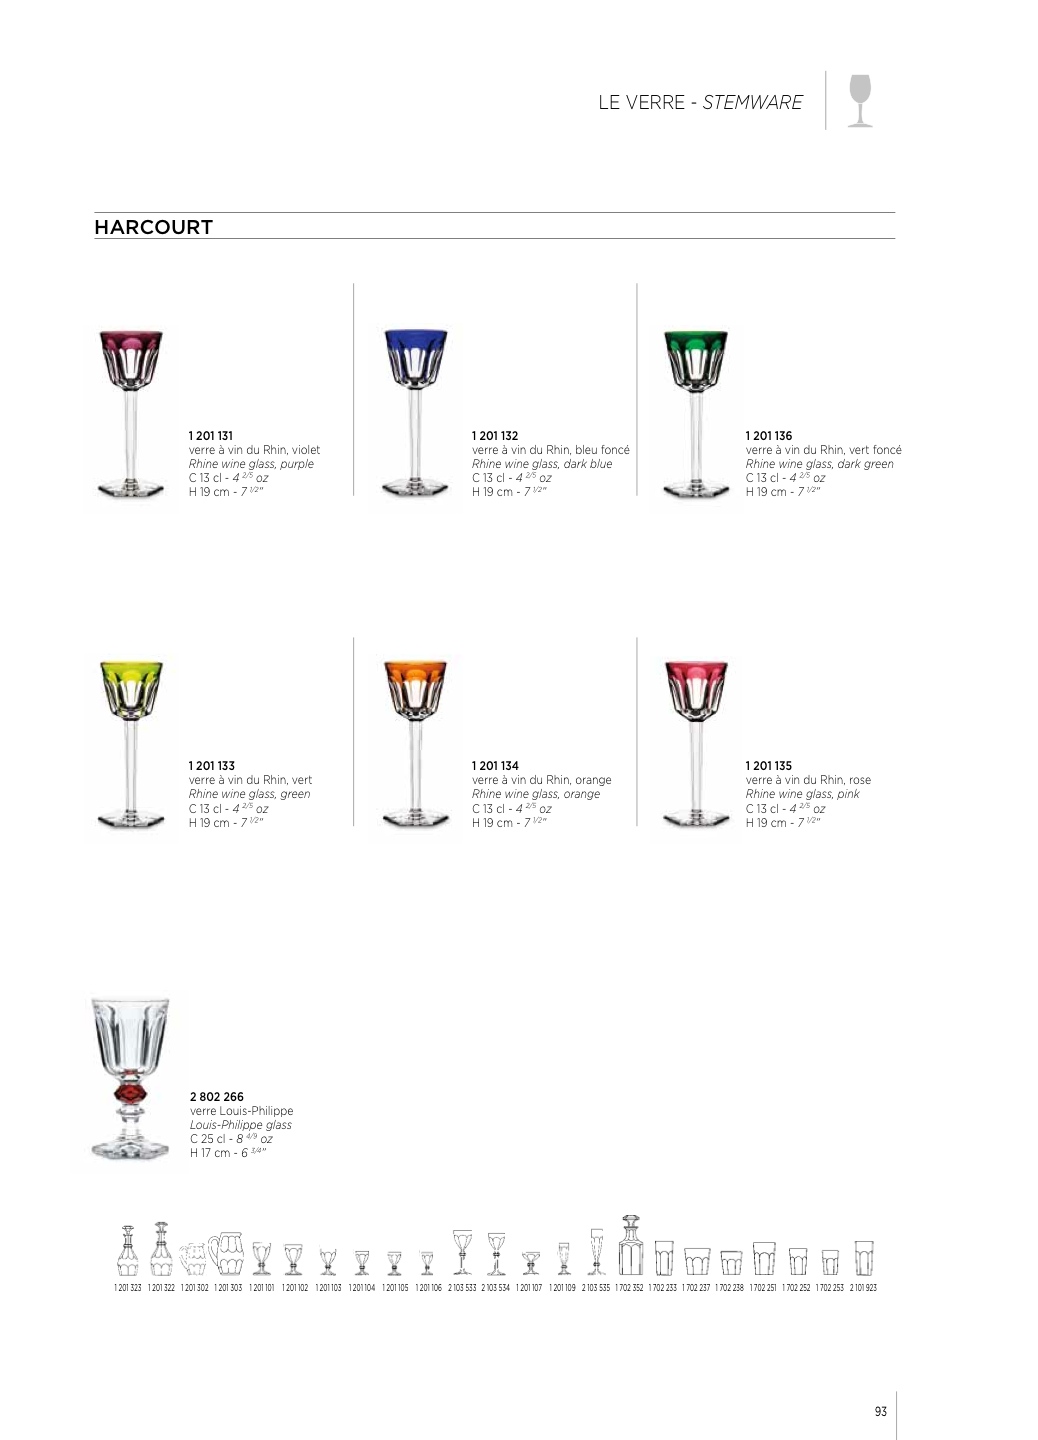 LE VERRE - STEMWARE
HARCOURT
1 201 131
verre à vin du Rhin, violet
Rhine wine glass, purple
C 13 cl - 4 2/5 oz
H 19 cm - 7 1/2"
1 201 132
verre à vin du Rhin, bleu foncé
Rhine wine glass, dark blue
C 13 cl - 4 2/5 oz
H 19 cm - 7 1/2"
1 201 136
verre à vin du Rhin, vert foncé
Rhine wine glass, dark green
C 13 cl - 4 2/5 oz
H 19 cm - 7 1/2"
1 201 133
verre à vin du Rhin, vert
Rhine wine glass, green
C 13 cl - 4 2/5 oz
H 19 cm - 7 1/2"
1 201 134
verre à vin du Rhin, orange
Rhine wine glass, orange
C 13 cl - 4 2/5 oz
H 19 cm - 7 1/2"
1 201 135
verre à vin du Rhin, rose
Rhine wine glass, pink
C 13 cl - 4 2/5 oz
H 19 cm - 7 1/2"
2 802 266
verre Louis-Philippe
Louis-Philippe glass
C 25 cl - 8 4/9 oz
H 17 cm - 6 3/4"
1 201 323 1 201 322 1 201 302 1 201 303 1 201 101 1 201 102 1 201 103 1 201 104 1 201 105 1 201 106 2 103 533 2 103 534 1 201 107 1 201 109 2 103 535 1 702 352 1 702 233 1 702 237 1 702 238 1 702 251 1 702 252 1 702 253 2 101 923
93